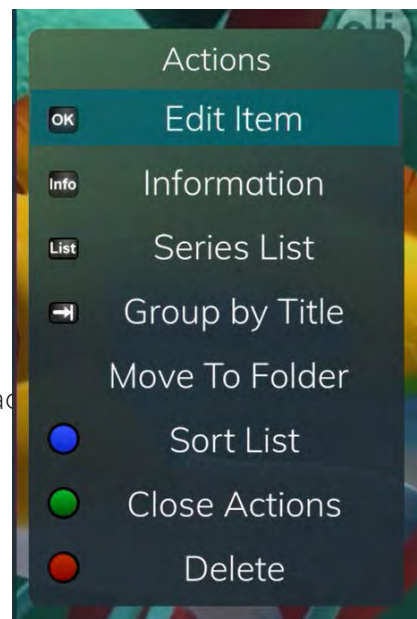 Actions
OK Edit Item
Info Information
List Series List
Group by Title
Move To Folder
Sort List
Close Actions
Delete